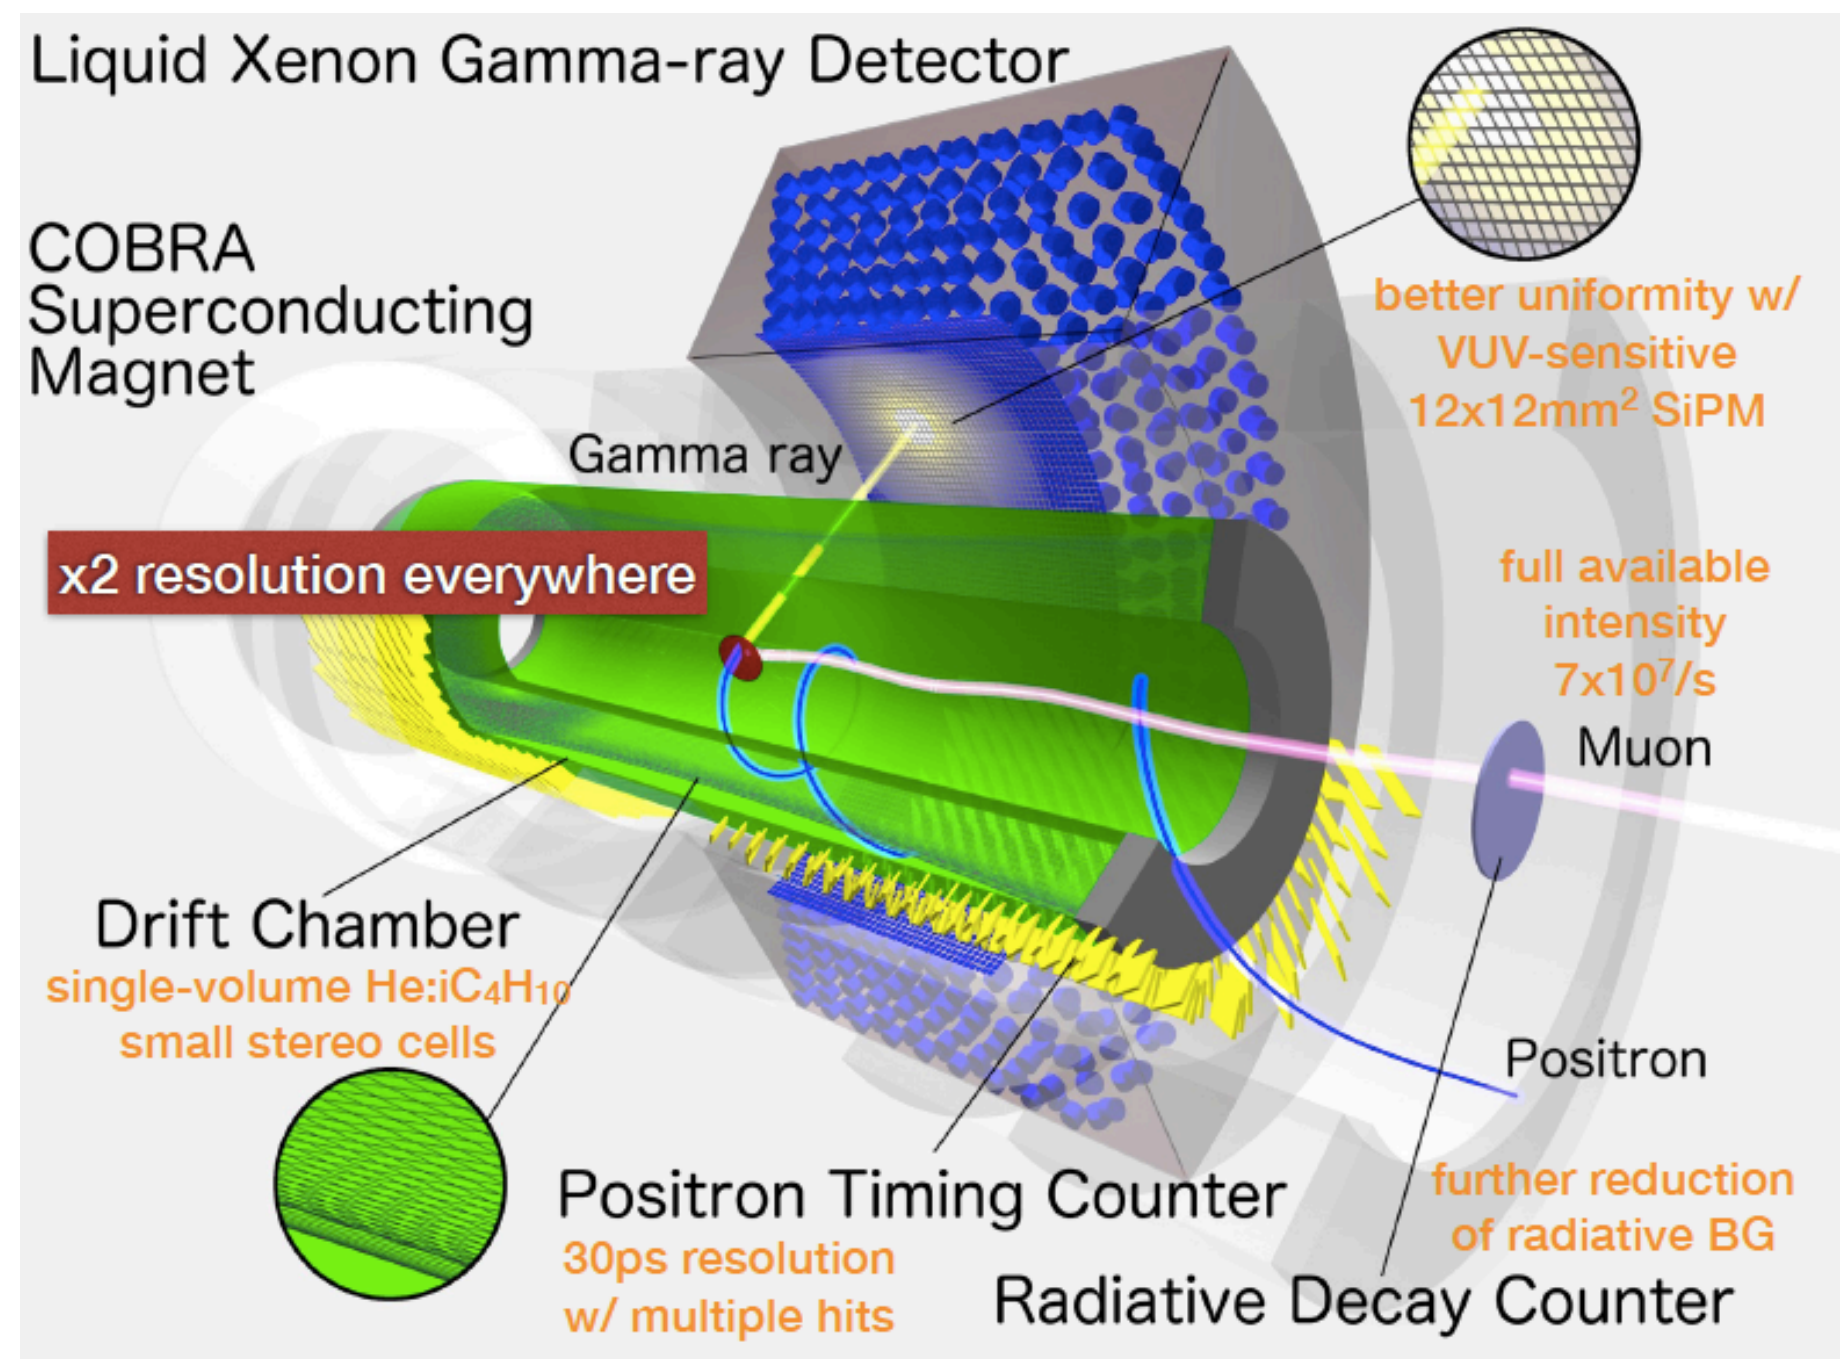 Liquid Xenon Gamma-ray Detector
COBRA
Superconducting
Magnet
better uniformity w/
VUV-sensitive
12x12mm² SiPM
Gamma ray
x2 resolution everywhere
full available
intensity
7x10⁷/s
Muon
Drift Chamber
single-volume He:iC₄H₁₀
small stereo cells
Positron
Positron Timing Counter
30ps resolution
w/ multiple hits
further reduction
of radiative BG
Radiative Decay Counter